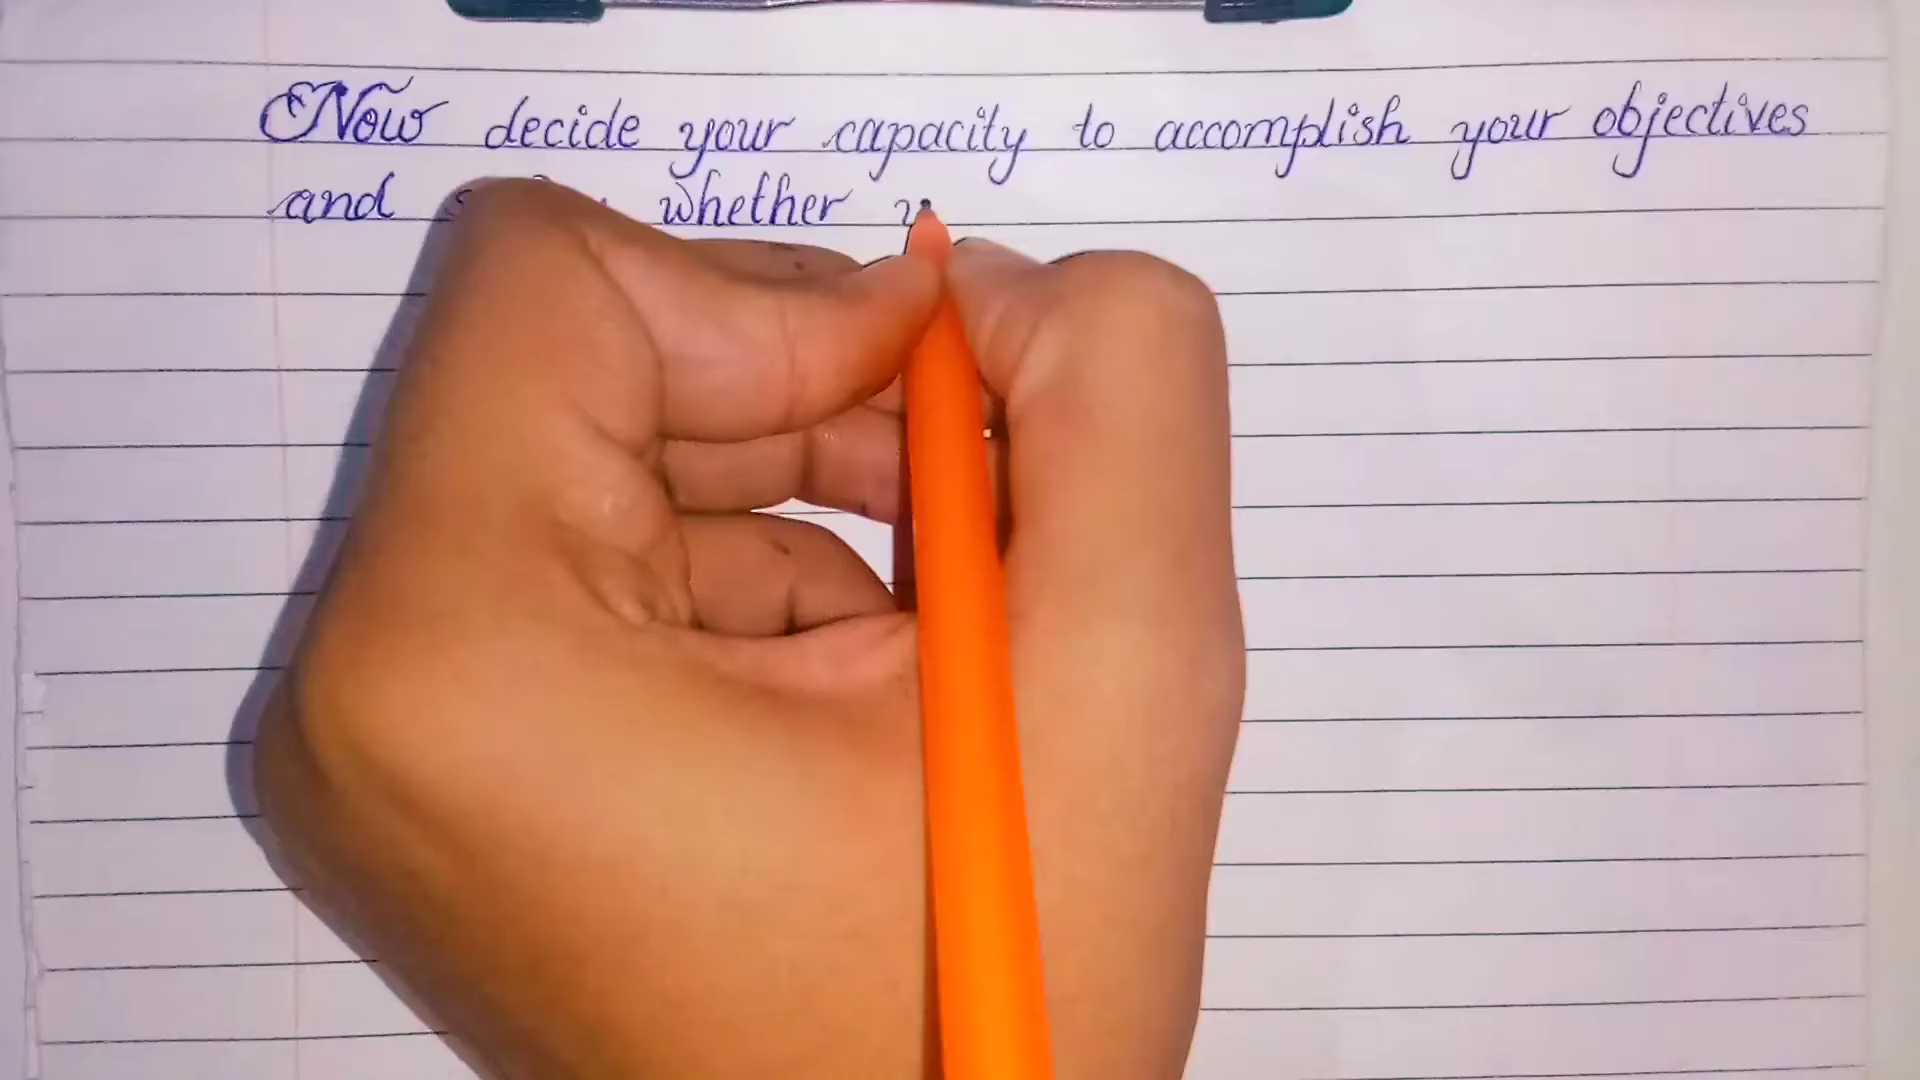 Now decide your capacity to accomplish your objectives
and whether